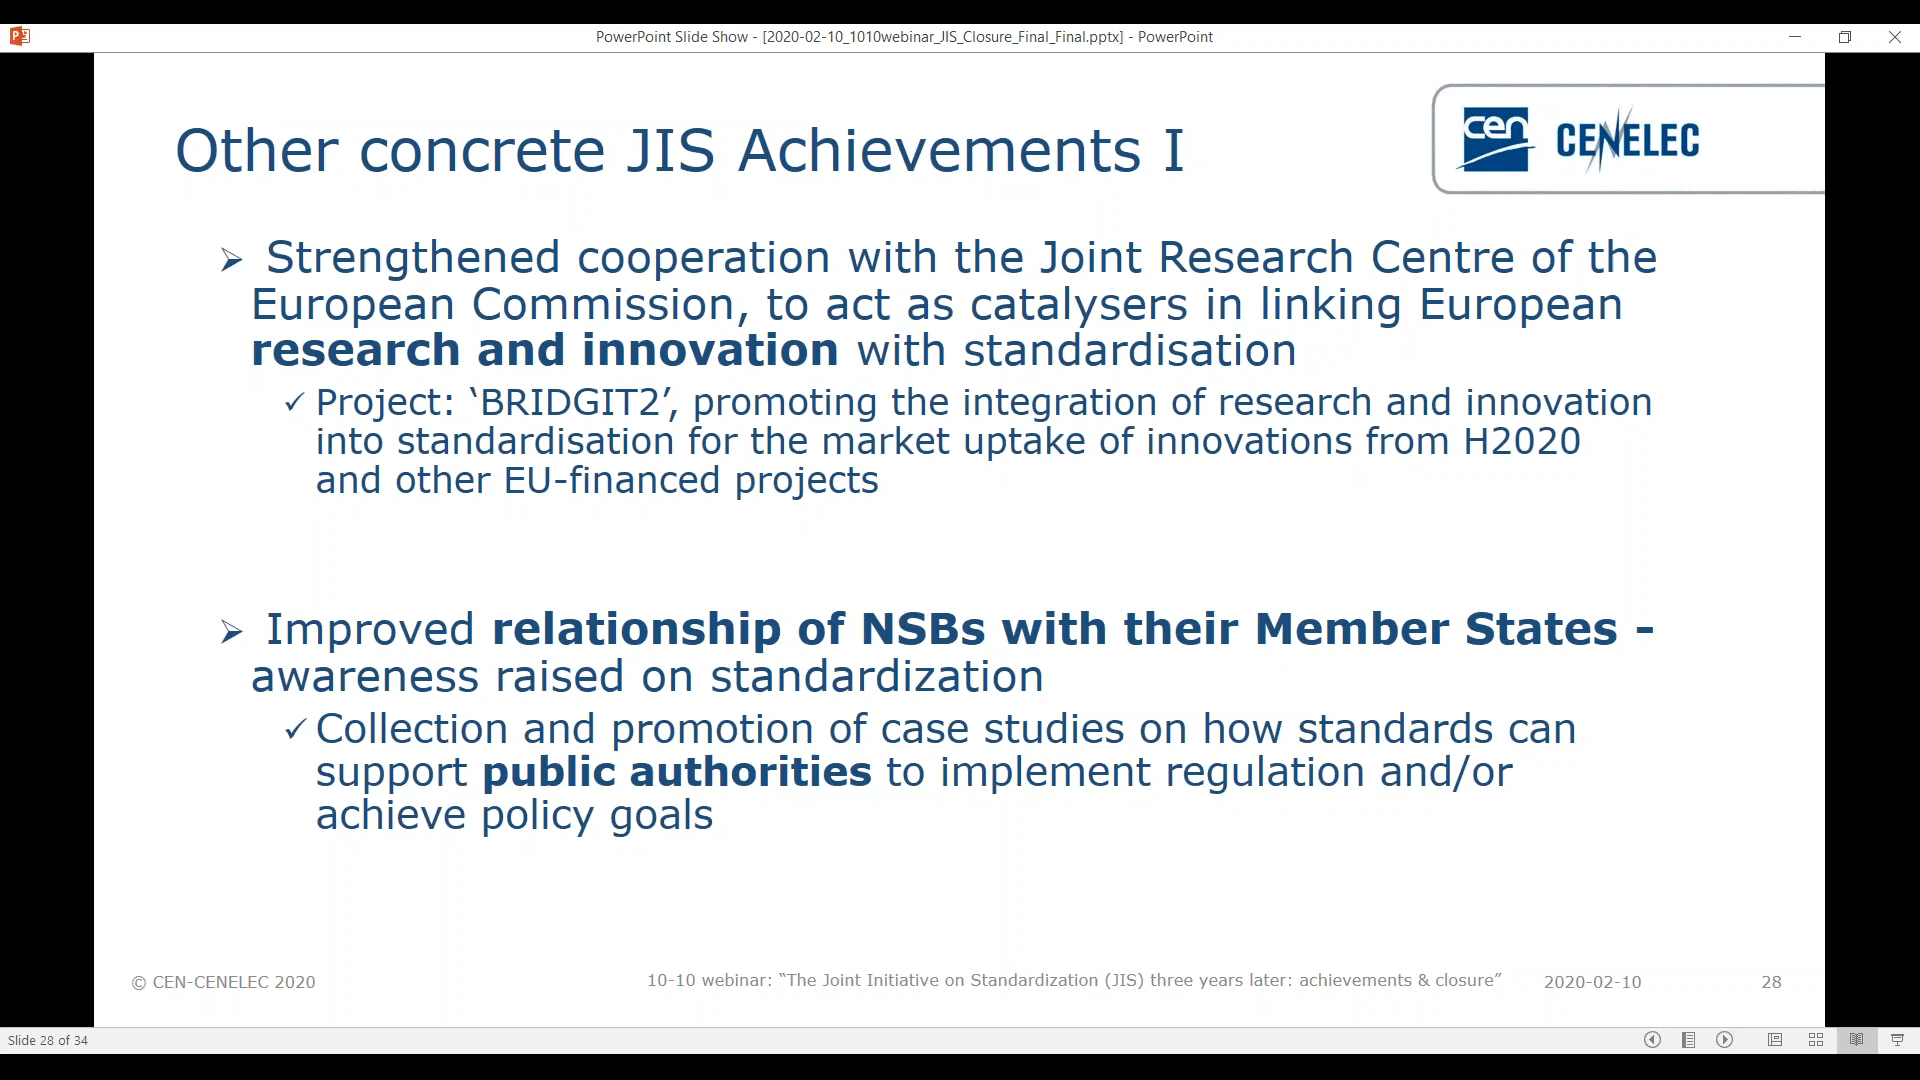 PowerPoint Slide Show - [2020-02-10_1010webinar_JIS_Closure_Final_Final.pptx] - PowerPoint
Other concrete JIS Achievements I
cen CENELEC
Strengthened cooperation with the Joint Research Centre of the
European Commission, to act as catalysers in linking European
research and innovation with standardisation
Project: ‘BRIDGIT2’, promoting the integration of research and innovation
into standardisation for the market uptake of innovations from H2020
and other EU-financed projects
Improved relationship of NSBs with their Member States -
awareness raised on standardization
Collection and promotion of case studies on how standards can
support public authorities to implement regulation and/or
achieve policy goals
© CEN-CENELEC 2020
10-10 webinar: “The Joint Initiative on Standardization (JIS) three years later: achievements & closure”
2020-02-10
28
Slide 28 of 34